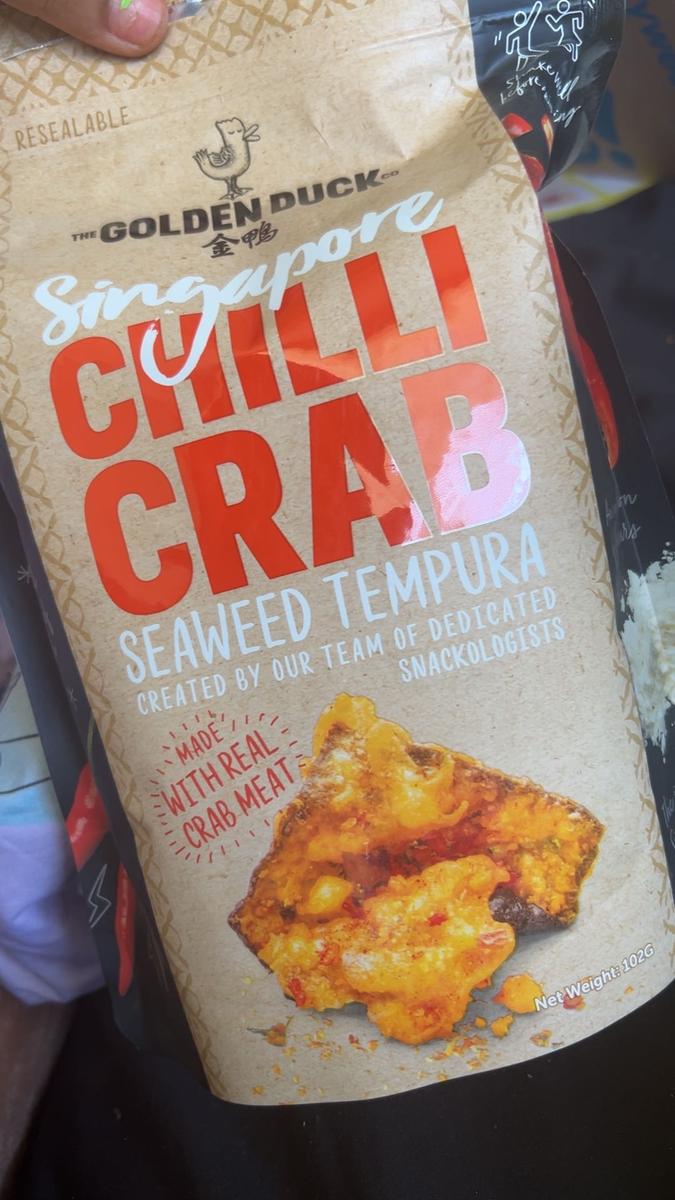 RESEALABLE
THE GOLDEN DUCK CO
金鴨
Singapore
CHILLI
CRAB
SEAWEED TEMPURA
CREATED BY OUR TEAM OF DEDICATED
SNACKOLOGISTS
MADE
WITH REAL
CRAB MEAT
Net Weight: 102G